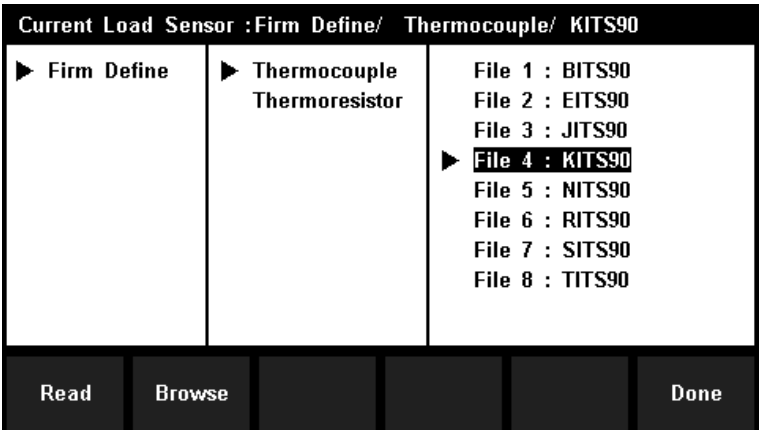 Current Load Sensor :Firm Define/ Thermocouple/ KITS90
Firm Define
Thermocouple
Thermoresistor
File 1 : BITS90
File 2 : EITS90
File 3 : JITS90
File 4 : KITS90
File 5 : NITS90
File 6 : RITS90
File 7 : SITS90
File 8 : TITS90
Read Browse Done